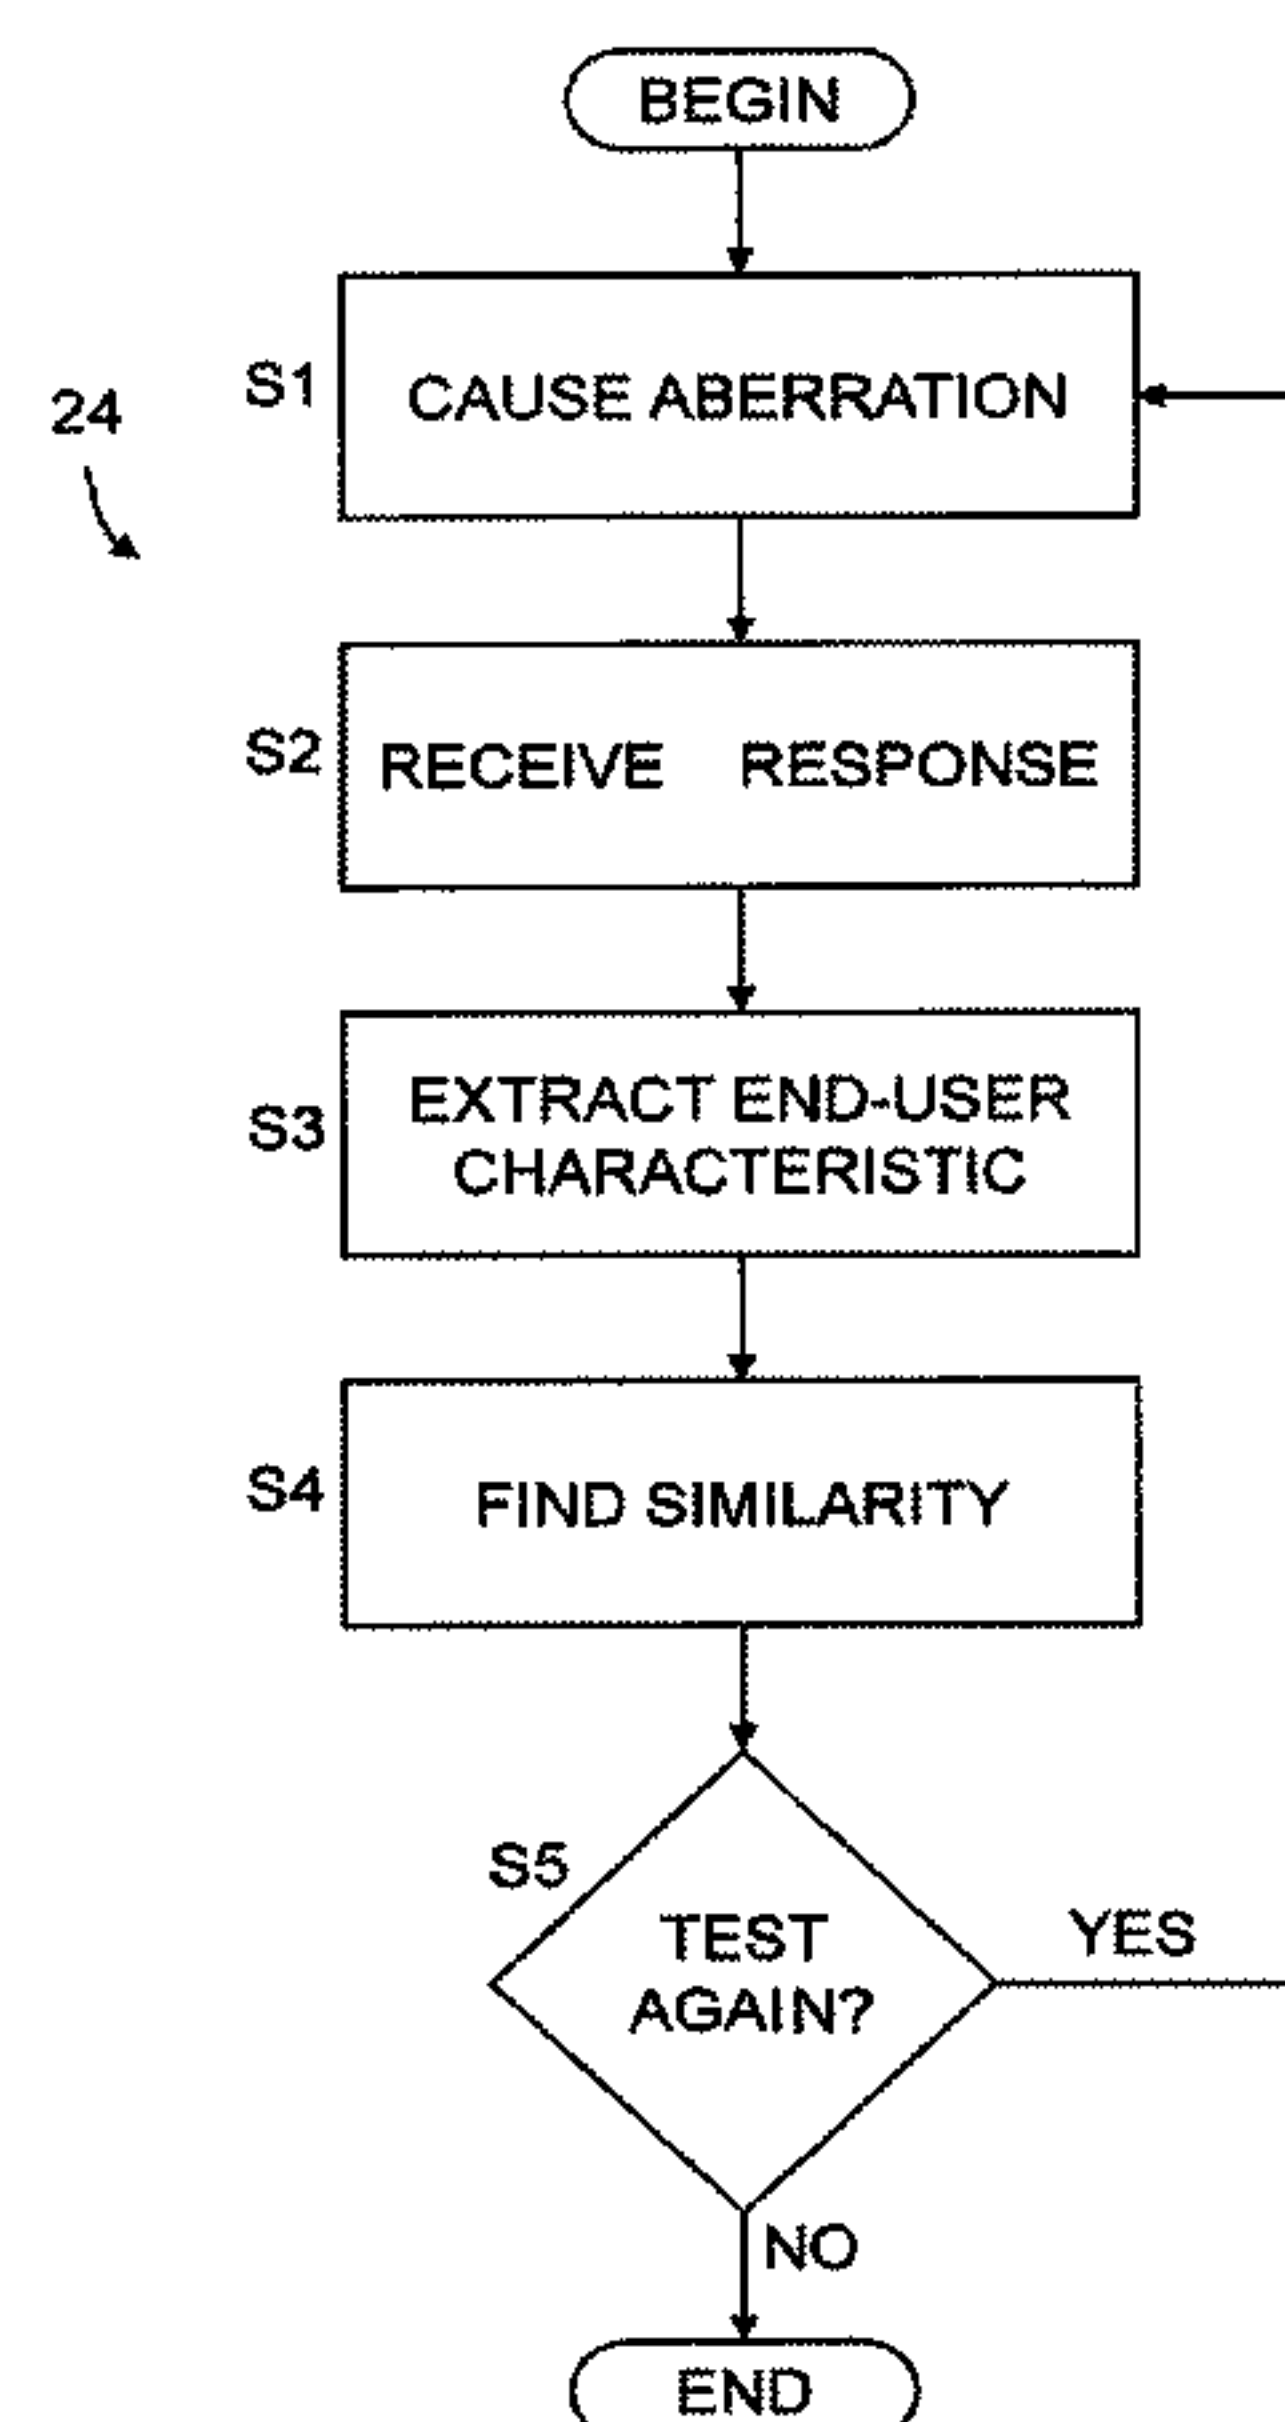 BEGIN
S1
CAUSE ABERRATION
24
S2
RECEIVE RESPONSE
S3
EXTRACT END-USER
CHARACTERISTIC
S4
FIND SIMILARITY
S5
TEST
AGAIN?
YES
NO
END